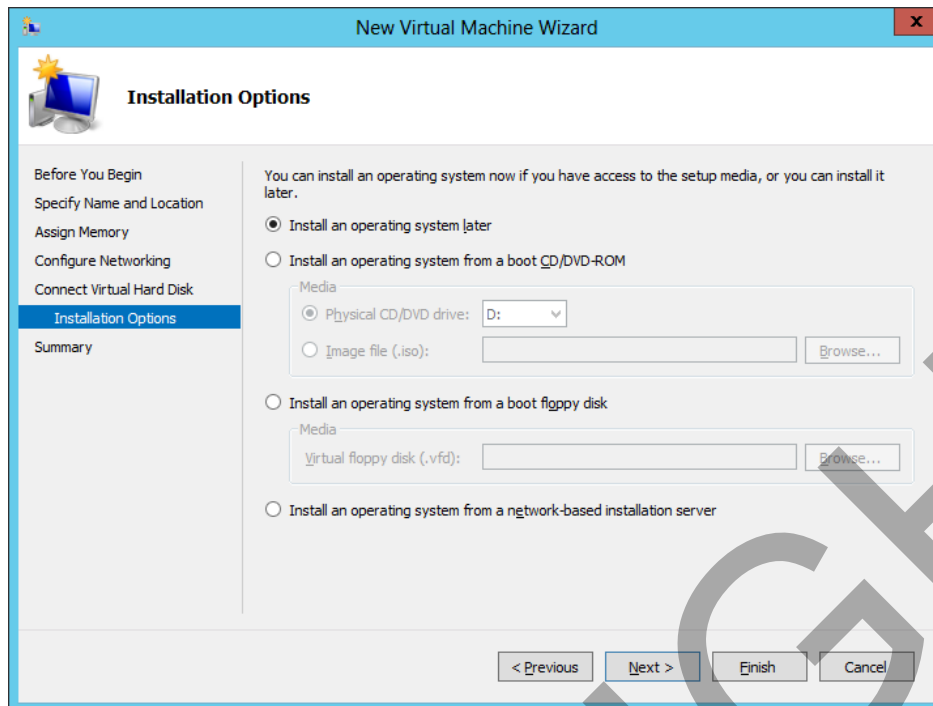 New Virtual Machine Wizard
x
Installation Options
Before You Begin
Specify Name and Location
Assign Memory
Configure Networking
Connect Virtual Hard Disk
Installation Options
Summary
You can install an operating system now if you have access to the setup media, or you can install it
later.
Install an operating system later
Install an operating system from a boot CD/DVD-ROM
Media
Physical CD/DVD drive: D:
Image file (.iso): Browse...
Install an operating system from a boot floppy disk
Media
Virtual floppy disk (.vfd): Browse...
Install an operating system from a network-based installation server
< Previous Next > Finish Cancel